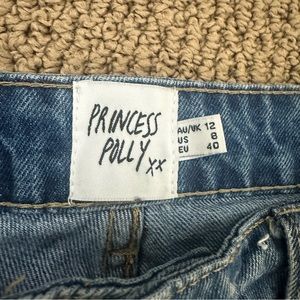 PRINCESS
POLLY xx
AU/UK 12
US 8
EU 40